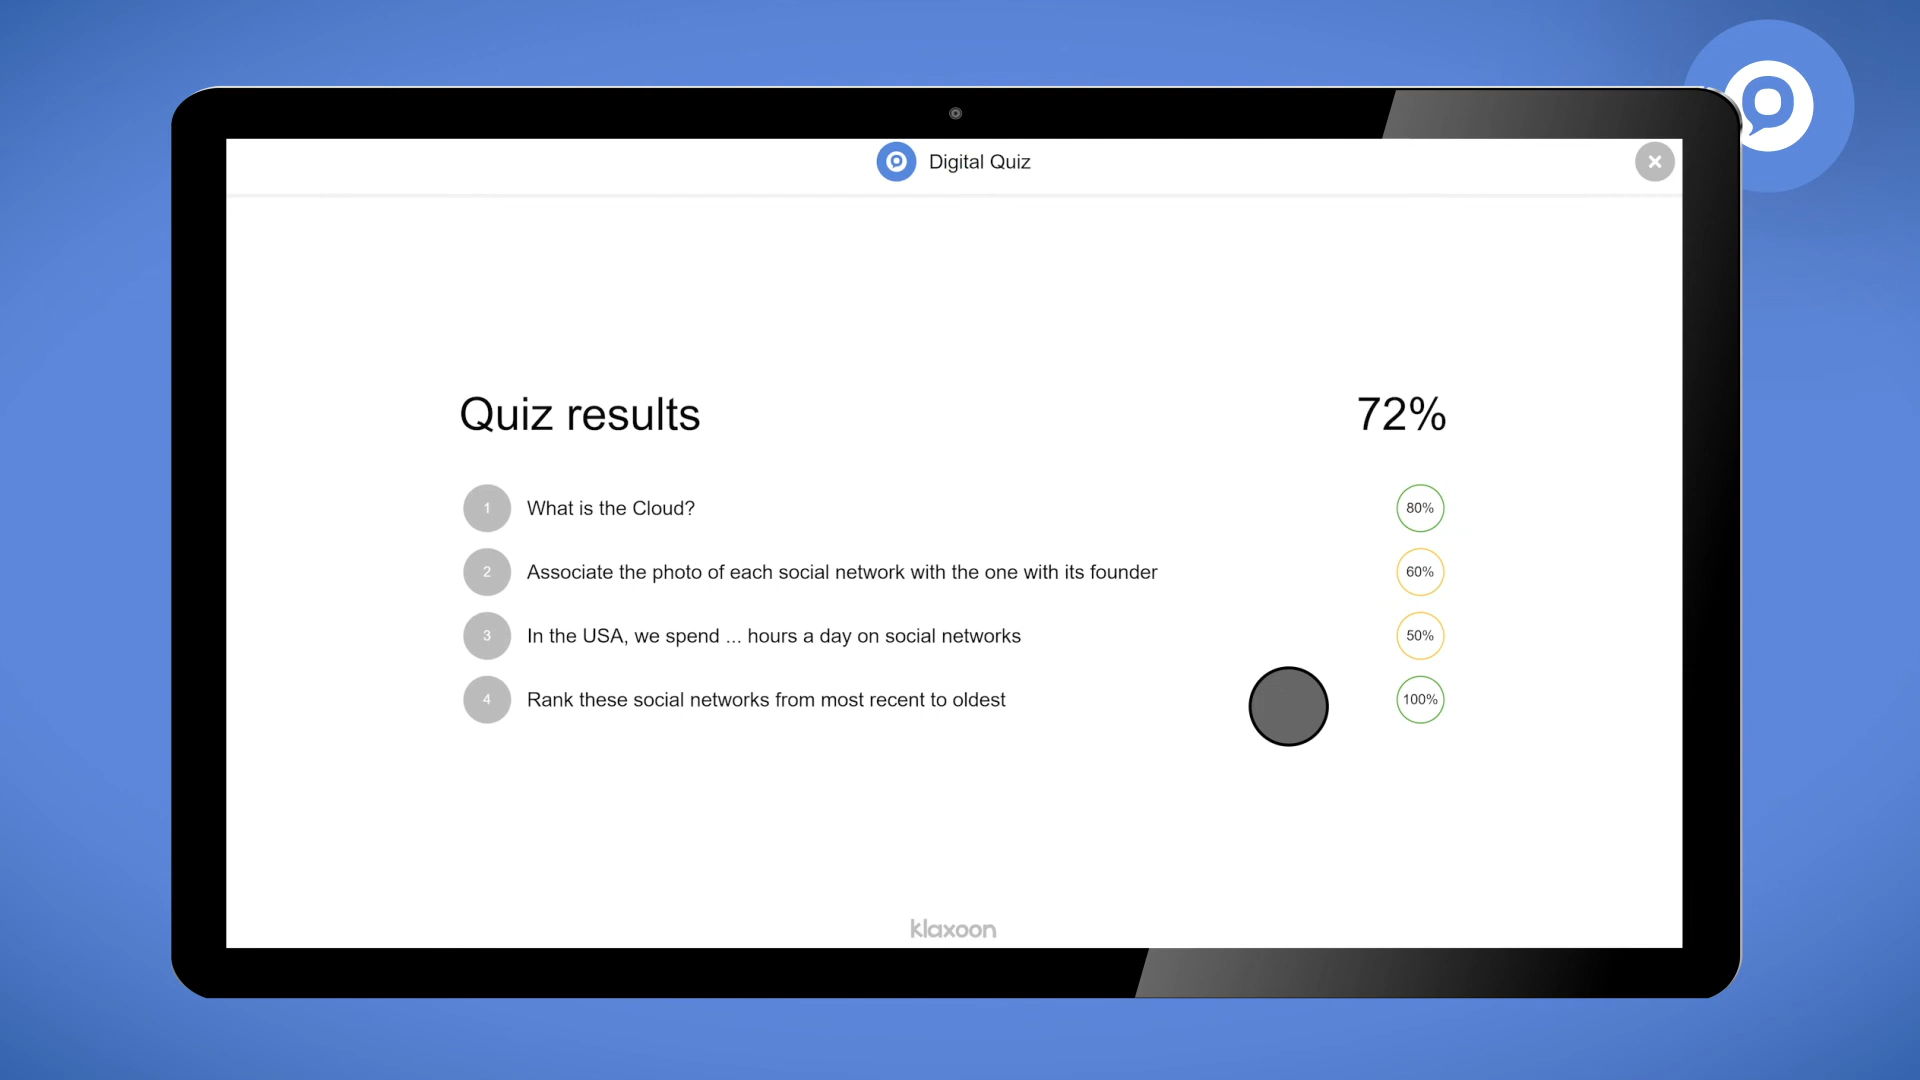 Digital Quiz
Quiz results 72%
1 What is the Cloud? 80%
2 Associate the photo of each social network with the one with its founder 60%
3 In the USA, we spend ... hours a day on social networks 50%
4 Rank these social networks from most recent to oldest 100%
klaxoon